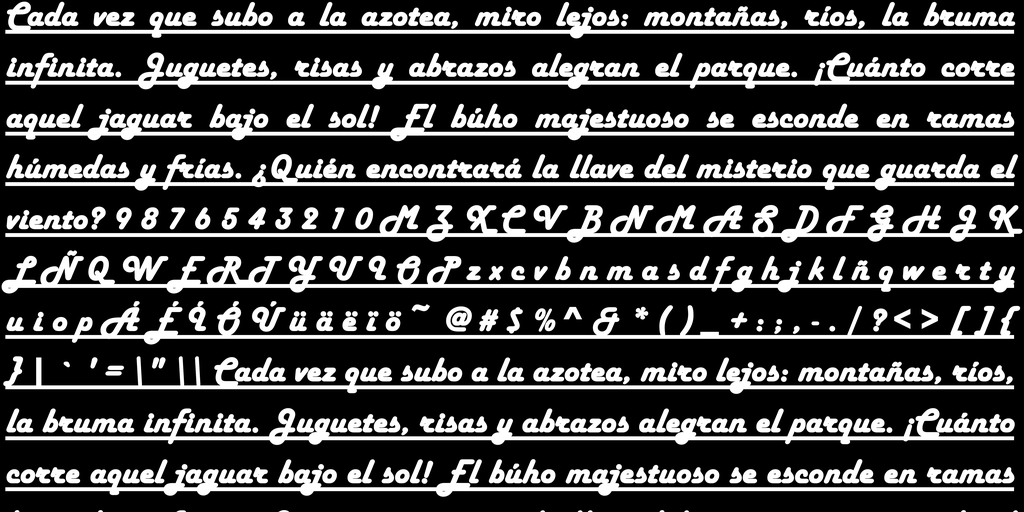 Cada vez que subo a la azotea, miro lejos: montañas, ríos, la bruma
infinita. Juguetes, risas y abrazos alegran el parque. ¡Cuánto corre
aquel jaguar bajo el sol! El búho majestuoso se esconde en ramas
húmedas y frías. ¿Quién encontrará la llave del misterio que guarda el
viento? 9 8 7 6 5 4 3 2 1 0 M Z X C V B N M A S D F G H J K
L Ñ Q W E R T Y U I O P z x c v b n m a s d f g h j k l ñ q w e r t y
u i o p Á É Í Ó Ú ü ä ë ï ö ~ @ # $ % ^ & * ( ) _ + : ; , - . / ? < > [ ] {
} | ` ' = \ " | | Cada vez que subo a la azotea, miro lejos: montañas, ríos,
la bruma infinita. Juguetes, risas y abrazos alegran el parque. ¡Cuánto
corre aquel jaguar bajo el sol! El búho majestuoso se esconde en ramas